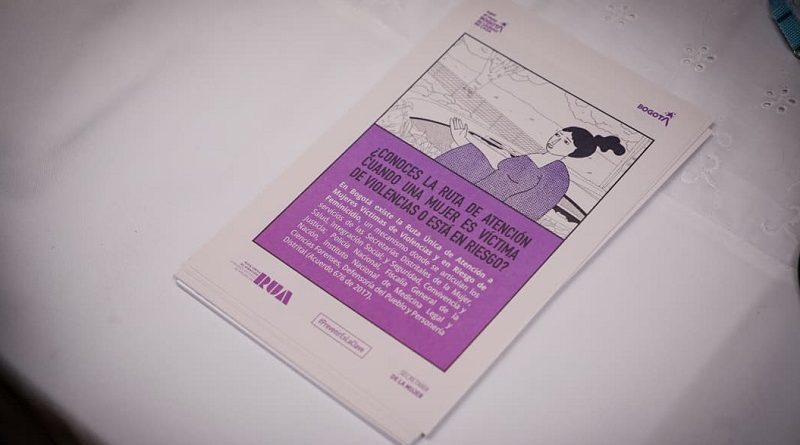 BOGOTÁ
BOGOTÁ
¿CONOCES LA RUTA DE ATENCIÓN
CUANDO UNA MUJER ES VÍCTIMA
DE VIOLENCIAS O ESTÁ EN RIESGO?
En Bogotá existe la Ruta Única de Atención a
Mujeres Víctimas de Violencias y en Riesgo de
Feminicidio, un mecanismo donde se articulan los
servicios de las Secretarías Distritales de la Mujer,
Salud, Integración Social, y Seguridad, Convivencia y
Justicia, Policía Nacional, Fiscalía General de la
Nación, Instituto Nacional de Medicina Legal y
Ciencias Forenses, Defensoría del Pueblo y Personería
Distrital (Acuerdo 676 de 2017).
RUA
#PrevenirEsLaClave
SECRETARÍA
DE LA MUJER